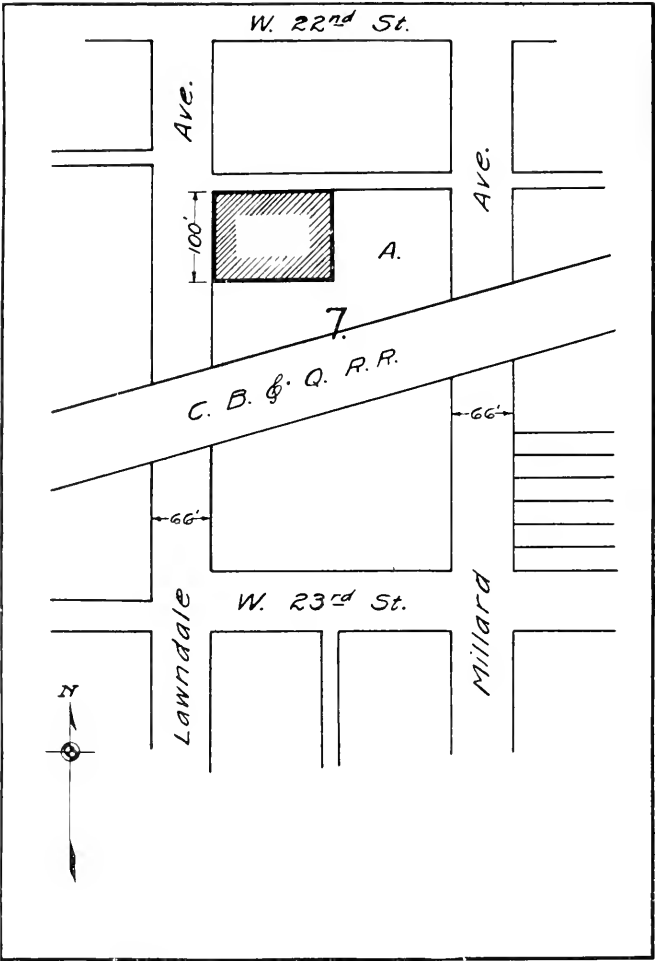 W. 22nd St.
Ave.
Ave.
100'
A.
7.
C. B. & Q. R.R.
66'
66'
W. 23rd St.
Lawndale
Millard
N